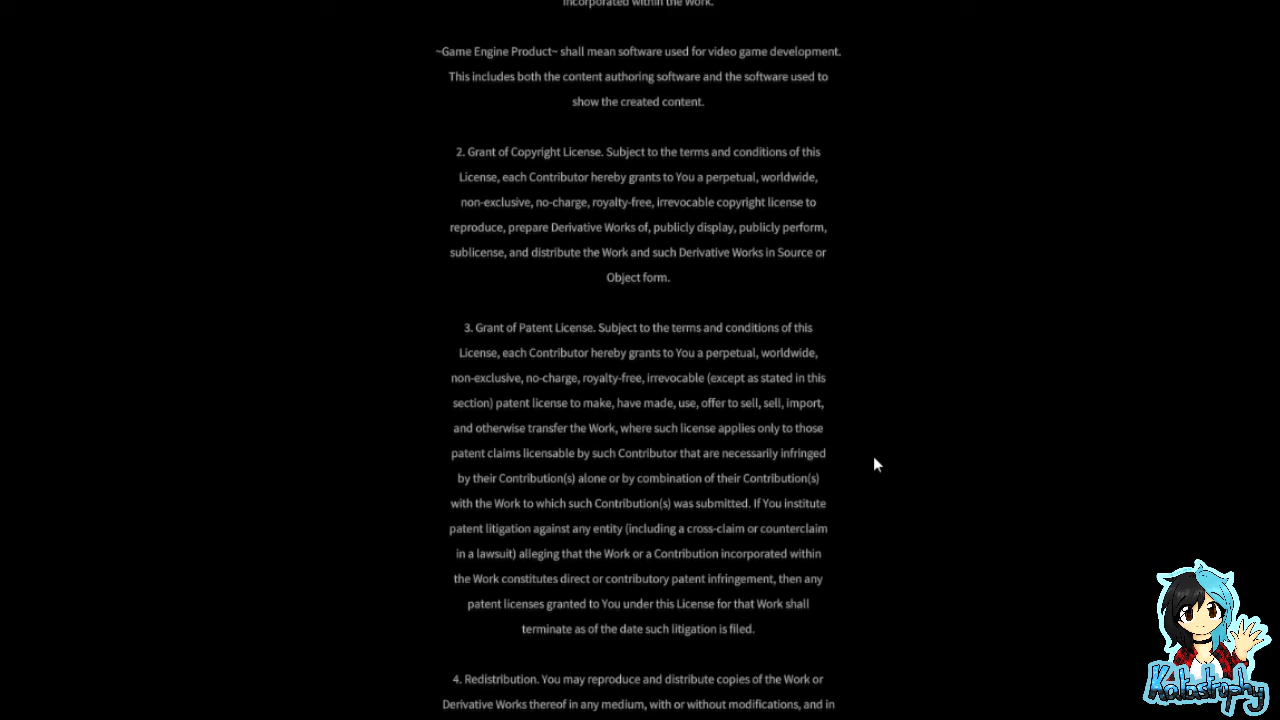 incorporated within the Work.
~Game Engine Product~ shall mean software used for video game development.
This includes both the content authoring software and the software used to
show the created content.
2. Grant of Copyright License. Subject to the terms and conditions of this
License, each Contributor hereby grants to You a perpetual, worldwide,
non-exclusive, no-charge, royalty-free, irrevocable copyright license to
reproduce, prepare Derivative Works of, publicly display, publicly perform,
sublicense, and distribute the Work and such Derivative Works in Source or
Object form.
3. Grant of Patent License. Subject to the terms and conditions of this
License, each Contributor hereby grants to You a perpetual, worldwide,
non-exclusive, no-charge, royalty-free, irrevocable (except as stated in this
section) patent license to make, have made, use, offer to sell, sell, import,
and otherwise transfer the Work, where such license applies only to those
patent claims licensable by such Contributor that are necessarily infringed
by their Contribution(s) alone or by combination of their Contribution(s)
with the Work to which such Contribution(s) was submitted. If You institute
patent litigation against any entity (including a cross-claim or counterclaim
in a lawsuit) alleging that the Work or a Contribution incorporated within
the Work constitutes direct or contributory patent infringement, then any
patent licenses granted to You under this License for that Work shall
terminate as of the date such litigation is filed.
4. Redistribution. You may reproduce and distribute copies of the Work or
Derivative Works thereof in any medium, with or without modifications, and in